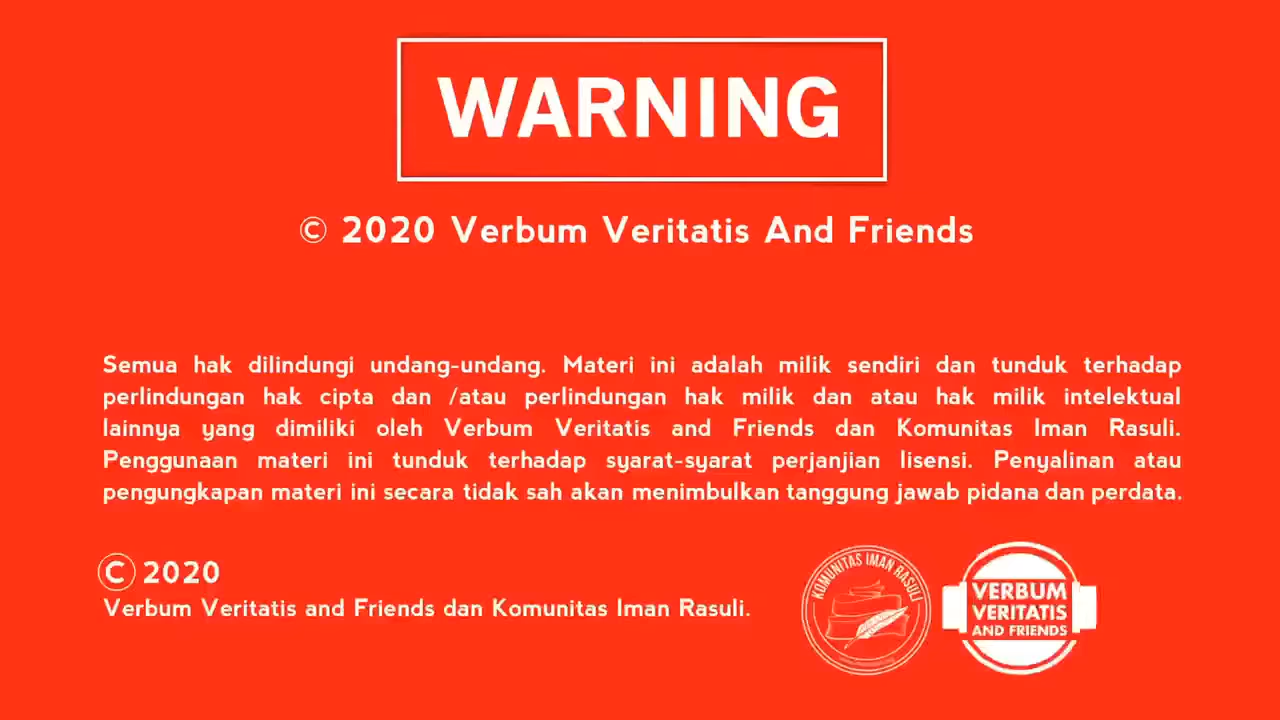 WARNING
© 2020 Verbum Veritatis And Friends
Semua hak dilindungi undang-undang. Materi ini adalah milik sendiri dan tunduk terhadap
perlindungan hak cipta dan /atau perlindungan hak milik dan atau hak milik intelektual
lainnya yang dimiliki oleh Verbum Veritatis and Friends dan Komunitas Iman Rasuli.
Penggunaan materi ini tunduk terhadap syarat-syarat perjanjian lisensi. Penyalinan atau
pengungkapan materi ini secara tidak sah akan menimbulkan tanggung jawab pidana dan perdata.
© 2020
Verbum Veritatis and Friends dan Komunitas Iman Rasuli.
KOMUNITAS IMAN RASULI
VERBUM
VERITATIS
AND FRIENDS